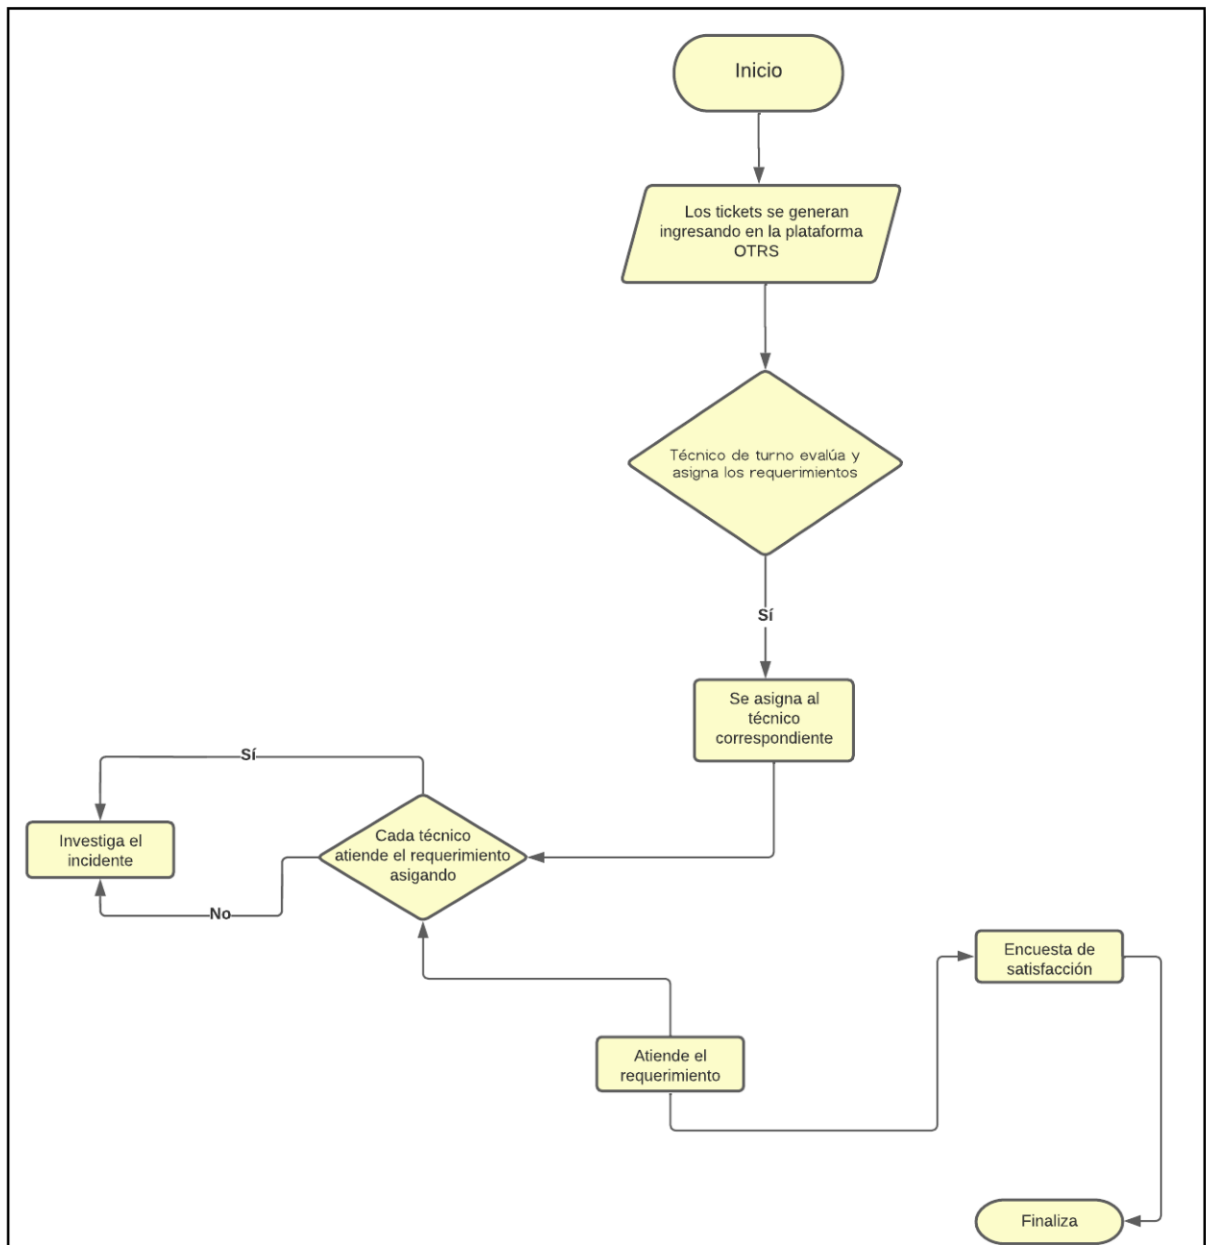 Inicio
Los tickets se generan
ingresando en la plataforma
OTRS
Técnico de turno evalúa y
asigna los requerimientos
Sí
Se asigna al
técnico
correspondiente
Sí
Cada técnico
atiende el requerimiento
asigando
Investiga el
incidente
No
Encuesta de
satisfacción
Atiende el
requerimiento
Finaliza